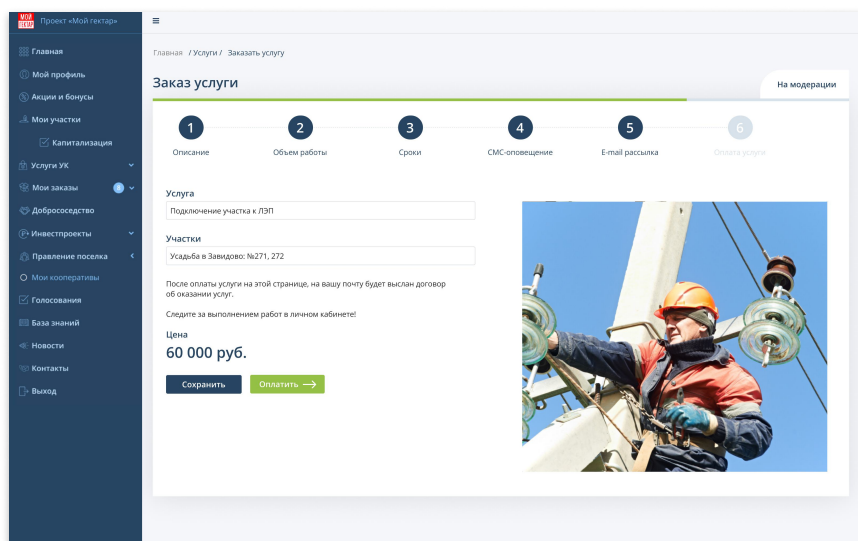 МОЙ ГЕКТАР
Проект «Мой гектар»
Главная
Мой профиль
Акции и бонусы
Мои участки
Капитализация
Услуги УК
Мои заказы
Добрососедство
Инвестпроекты
Правление поселка
Мои кооперативы
Голосования
База знаний
Новости
Контакты
Выход
Главная / Услуги / Заказать услугу
Заказ услуги
На модерации
1 2 3 4 5 6
Описание Объем работы Сроки СМС-оповещение E-mail рассылка Оплата услуги
Услуга
Подключение участка к ЛЭП
Участки
Усадьба в Завидово: №271, 272
После оплаты услуги на этой странице, на вашу почту будет выслан договор
об оказании услуг.
Следите за выполнением работ в личном кабинете!
Цена
60 000 руб.
Сохранить Оплатить